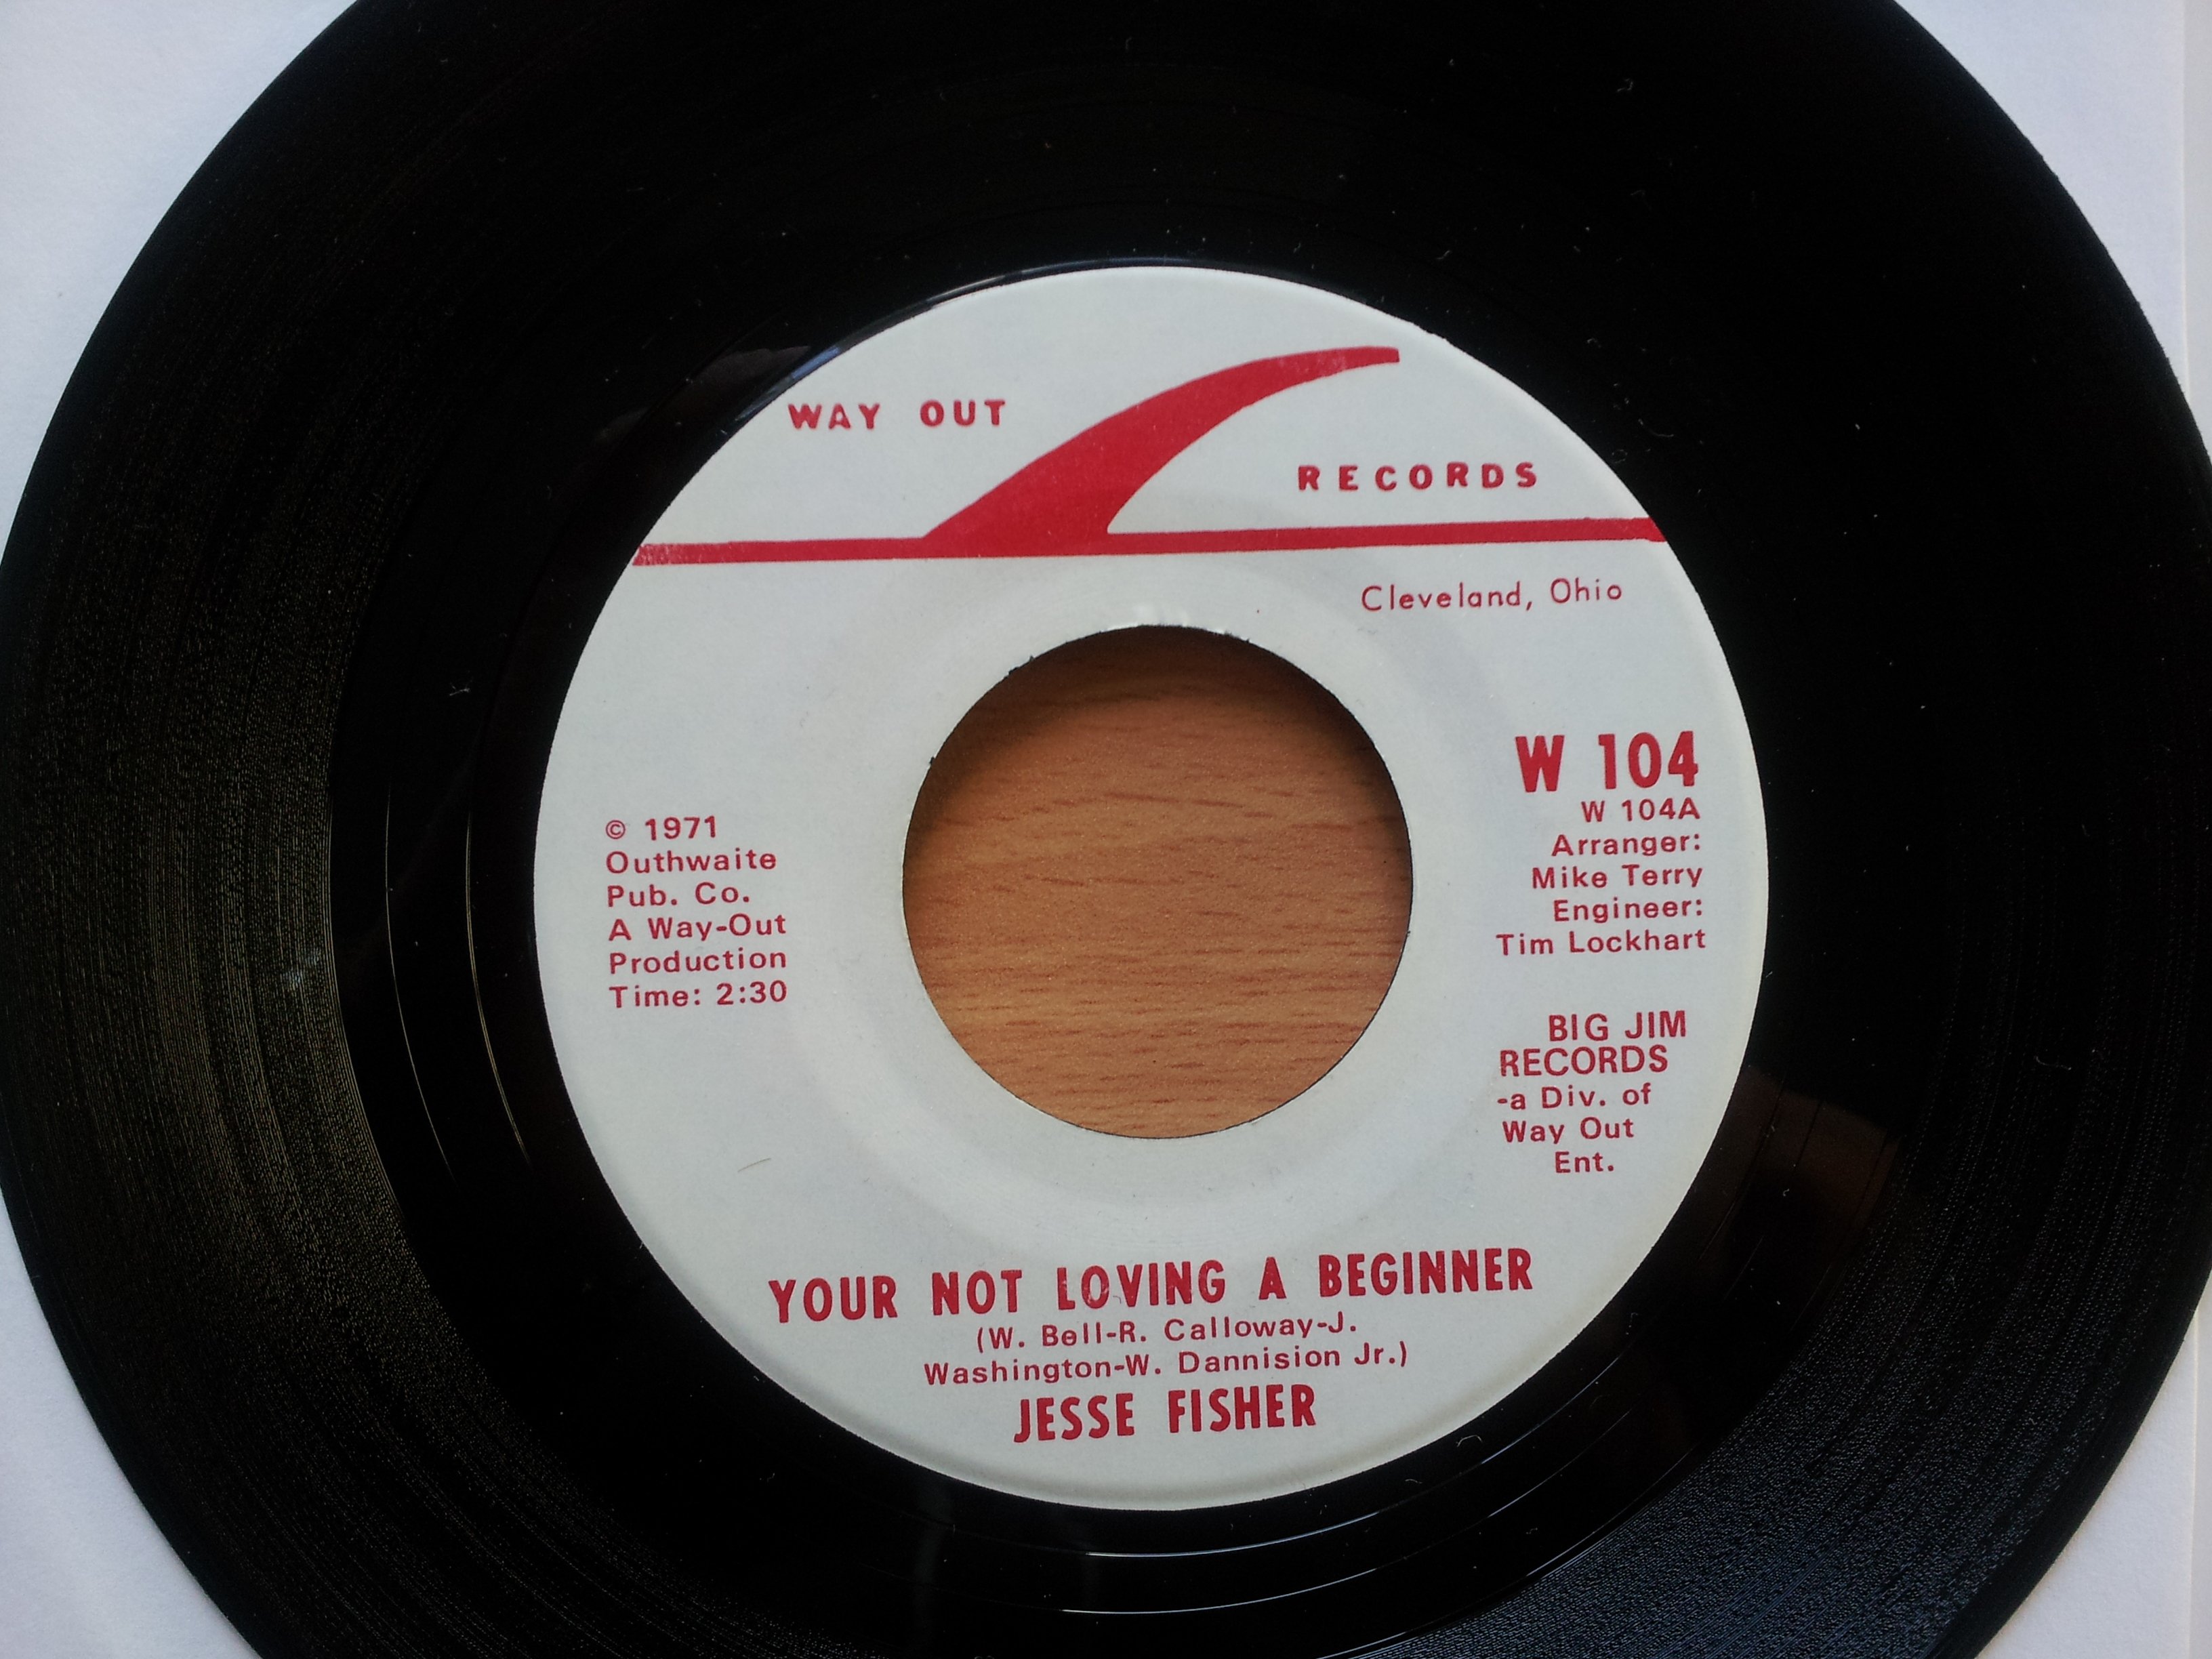 WAY OUT
RECORDS
Cleveland, Ohio
W 104
W 104A
Arranger:
Mike Terry
Engineer:
Tim Lockhart
© 1971
Outhwaite
Pub. Co.
A Way-Out
Production
Time: 2:30
BIG JIM
RECORDS
-a Div. of
Way Out
Ent.
YOUR NOT LOVING A BEGINNER
(W. Bell-R. Calloway-J.
Washington-W. Dannision Jr.)
JESSE FISHER